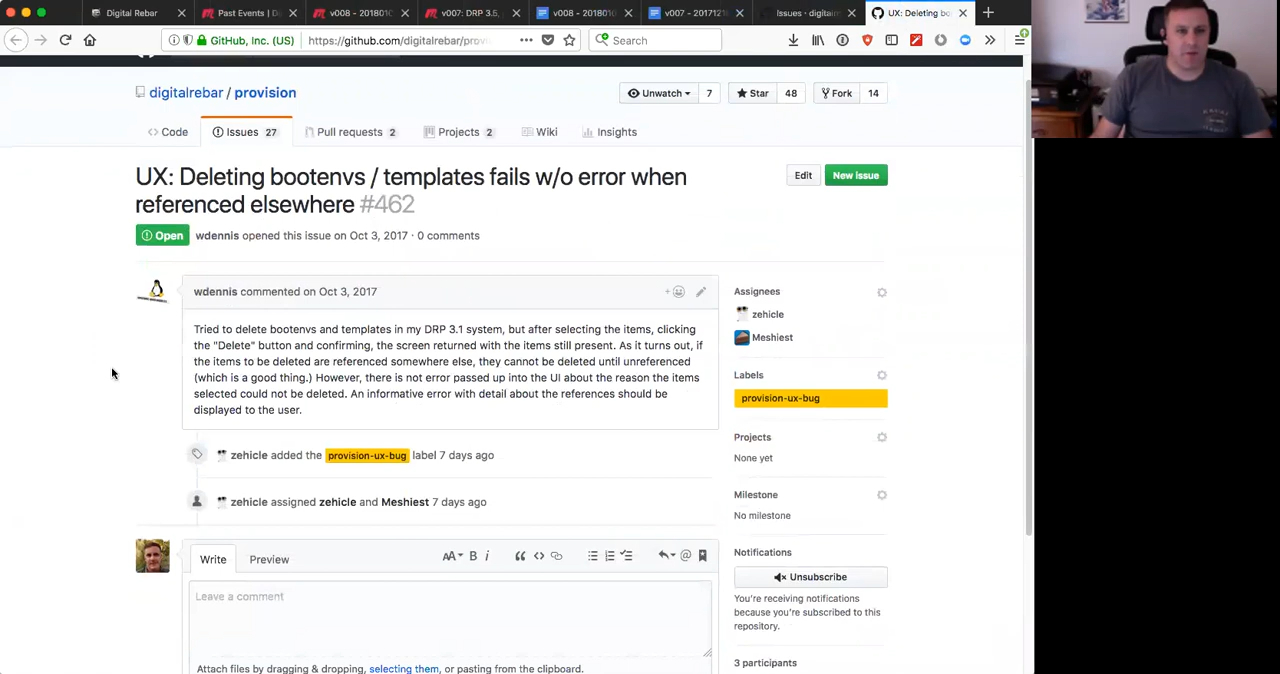 Digital Rebar
Past Events | D
v008 - 201801
v007: DRP 3.5,
v008 - 201801
v007 - 2017121
Issues · digitalr
UX: Deleting bo
GitHub, Inc. (US)
https://github.com/digitalrebar/prov
Search
digitalrebar / provision
Unwatch 7
Star 48
Fork 14
Code
Issues 27
Pull requests 2
Projects 2
Wiki
Insights
UX: Deleting bootenvs / templates fails w/o error when
referenced elsewhere #462
Edit
New issue
Open
wdennis opened this issue on Oct 3, 2017 · 0 comments
wdennis commented on Oct 3, 2017
Tried to delete bootenvs and templates in my DRP 3.1 system, but after selecting the items, clicking
the "Delete" button and confirming, the screen returned with the items still present. As it turns out, if
the items to be deleted are referenced somewhere else, they cannot be deleted until unreferenced
(which is a good thing.) However, there is not error passed up into the UI about the reason the items
selected could not be deleted. An informative error with detail about the references should be
displayed to the user.
zehicle added the provision-ux-bug label 7 days ago
zehicle assigned zehicle and Meshiest 7 days ago
Write
Preview
AA B i
Leave a comment
Attach files by dragging & dropping, selecting them, or pasting from the clipboard.
Assignees
zehicle
Meshiest
Labels
provision-ux-bug
Projects
None yet
Milestone
No milestone
Notifications
Unsubscribe
You're receiving notifications
because you're subscribed to this
repository.
3 participants